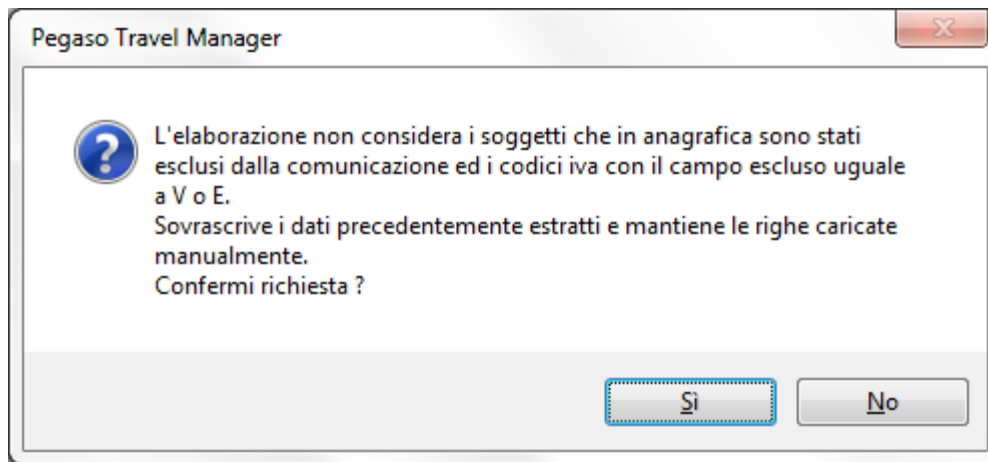 Pegaso Travel Manager
L'elaborazione non considera i soggetti che in anagrafica sono stati
esclusi dalla comunicazione ed i codici iva con il campo escluso uguale
a V o E.
Sovrascrive i dati precedentemente estratti e mantiene le righe caricate
manualmente.
Confermi richiesta ?
Sì
No